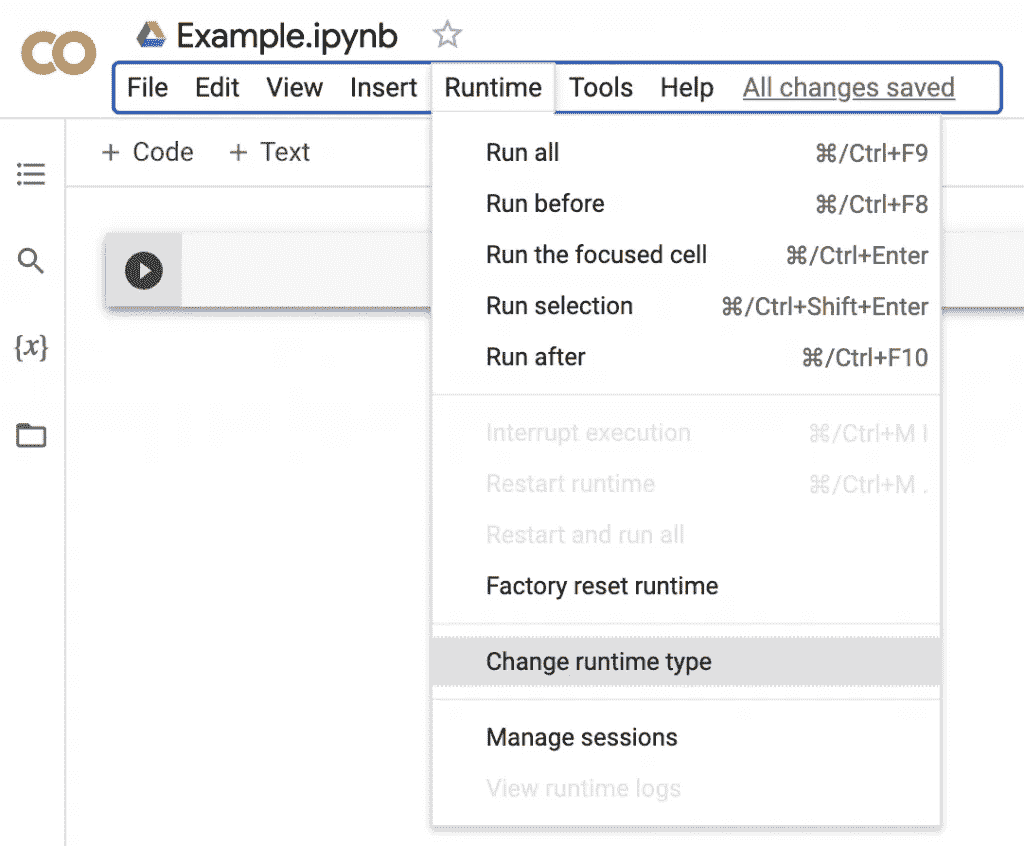 CO
Example.ipynb
File Edit View Insert Runtime Tools Help All changes saved
+ Code + Text
Run all ⌘/Ctrl+F9
Run before ⌘/Ctrl+F8
Run the focused cell ⌘/Ctrl+Enter
Run selection ⌘/Ctrl+Shift+Enter
{x}
Run after ⌘/Ctrl+F10
Interrupt execution ⌘/Ctrl+M I
Restart runtime ⌘/Ctrl+M .
Restart and run all
Factory reset runtime
Change runtime type
Manage sessions
View runtime logs